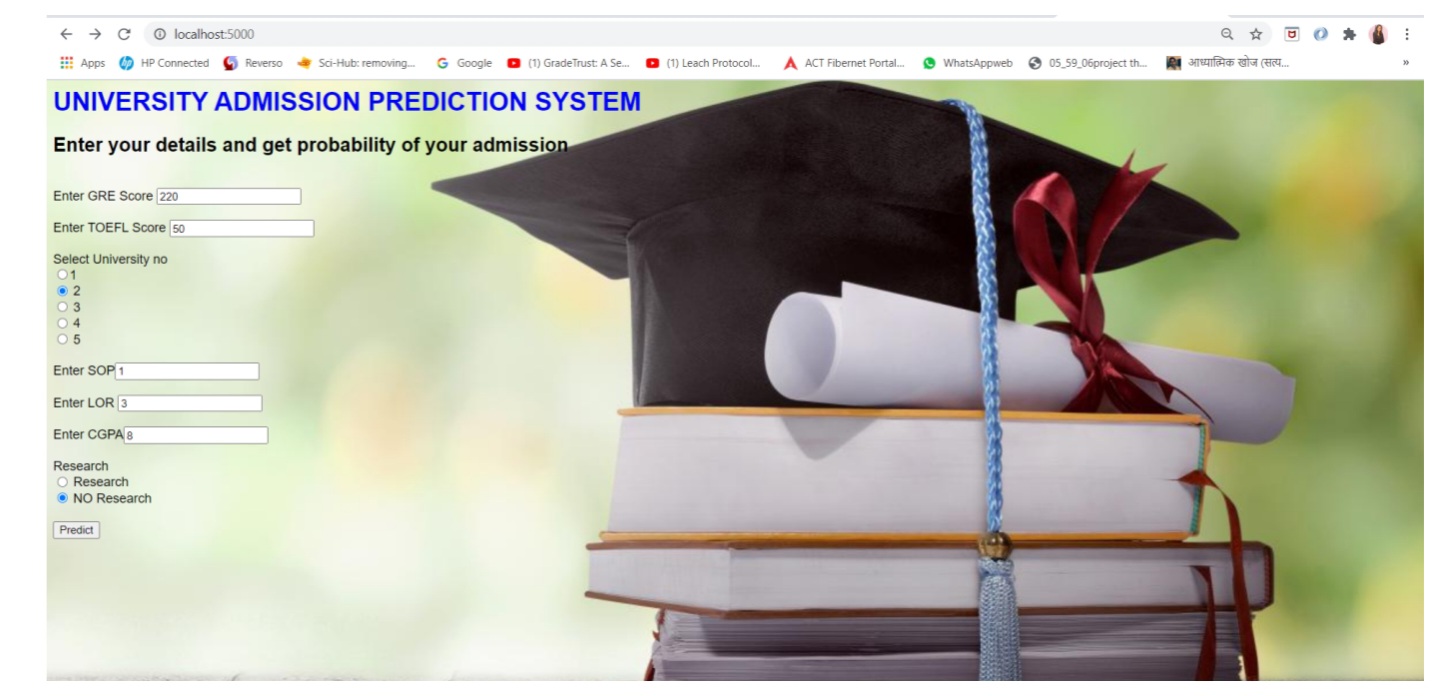 localhost:5000
Apps HP Connected Reverso Sci-Hub: removing... Google (1) GradeTrust: A Se... (1) Leach Protocol... ACT Fibernet Portal... WhatsAppweb 05_59_06project th... आध्यात्मिक खोज (सत्य... »
UNIVERSITY ADMISSION PREDICTION SYSTEM
Enter your details and get probability of your admission
Enter GRE Score 220
Enter TOEFL Score 50
Select University no
1
2
3
4
5
Enter SOP 1
Enter LOR 3
Enter CGPA 8
Research
Research
NO Research
Predict